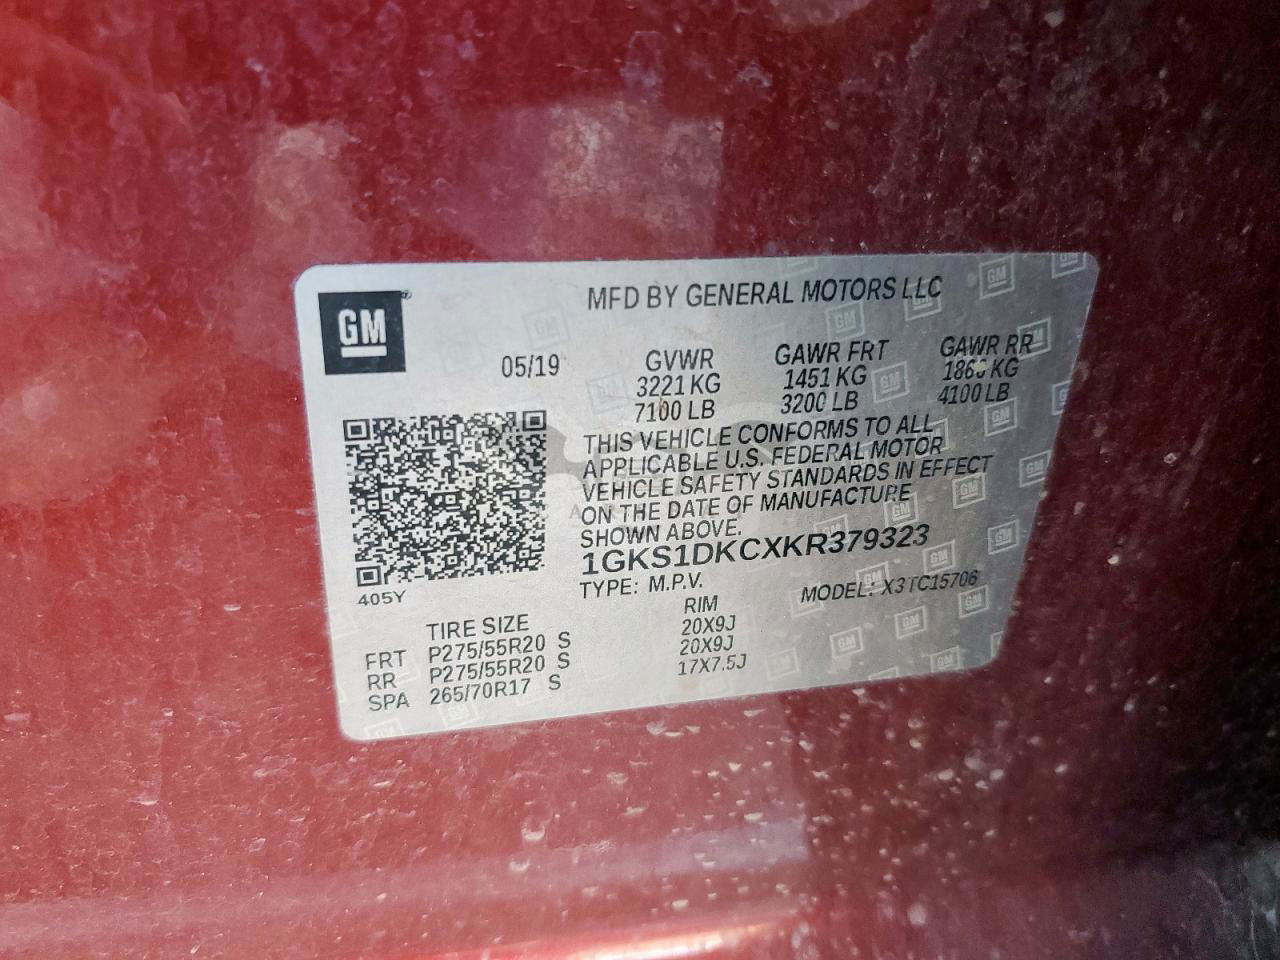 GM
MFD BY GENERAL MOTORS LLC
05/19 GVWR GAWR FRT GAWR RR
3221 KG 1451 KG 1860 KG
7100 LB 3200 LB 4100 LB
THIS VEHICLE CONFORMS TO ALL
APPLICABLE U.S. FEDERAL MOTOR
VEHICLE SAFETY STANDARDS IN EFFECT
ON THE DATE OF MANUFACTURE
SHOWN ABOVE.
1GKS1DKCXKR379323
405Y
TYPE: M.P.V. MODEL: X3TC15706
TIRE SIZE RIM
FRT P275/55R20 S 20X9J
RR P275/55R20 S 20X9J
SPA 265/70R17 S 17X7.5J